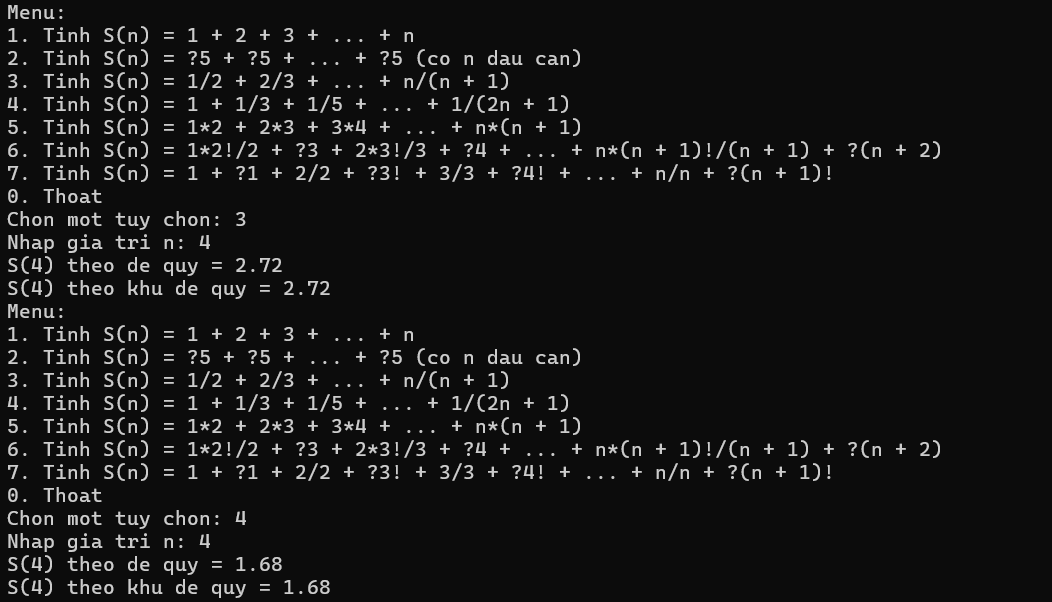 Menu:
1. Tinh S(n) = 1 + 2 + 3 + ... + n
2. Tinh S(n) = ?5 + ?5 + ... + ?5 (co n dau can)
3. Tinh S(n) = 1/2 + 2/3 + ... + n/(n + 1)
4. Tinh S(n) = 1 + 1/3 + 1/5 + ... + 1/(2n + 1)
5. Tinh S(n) = 1*2 + 2*3 + 3*4 + ... + n*(n + 1)
6. Tinh S(n) = 1*2!/2 + ?3 + 2*3!/3 + ?4 + ... + n*(n + 1)!/(n + 1) + ?(n + 2)
7. Tinh S(n) = 1 + ?1 + 2/2 + ?3! + 3/3 + ?4! + ... + n/n + ?(n + 1)!
0. Thoat
Chon mot tuy chon: 3
Nhap gia tri n: 4
S(4) theo de quy = 2.72
S(4) theo khu de quy = 2.72
Menu:
1. Tinh S(n) = 1 + 2 + 3 + ... + n
2. Tinh S(n) = ?5 + ?5 + ... + ?5 (co n dau can)
3. Tinh S(n) = 1/2 + 2/3 + ... + n/(n + 1)
4. Tinh S(n) = 1 + 1/3 + 1/5 + ... + 1/(2n + 1)
5. Tinh S(n) = 1*2 + 2*3 + 3*4 + ... + n*(n + 1)
6. Tinh S(n) = 1*2!/2 + ?3 + 2*3!/3 + ?4 + ... + n*(n + 1)!/(n + 1) + ?(n + 2)
7. Tinh S(n) = 1 + ?1 + 2/2 + ?3! + 3/3 + ?4! + ... + n/n + ?(n + 1)!
0. Thoat
Chon mot tuy chon: 4
Nhap gia tri n: 4
S(4) theo de quy = 1.68
S(4) theo khu de quy = 1.68